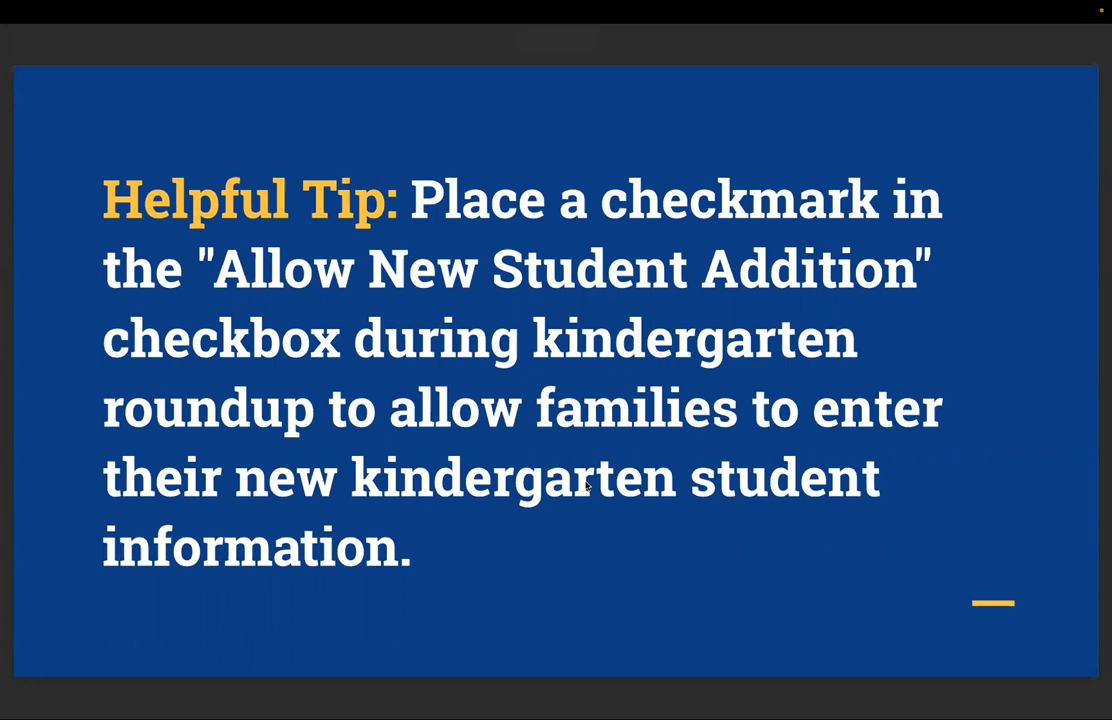 Helpful Tip: Place a checkmark in
the "Allow New Student Addition"
checkbox during kindergarten
roundup to allow families to enter
their new kindergarten student
information.